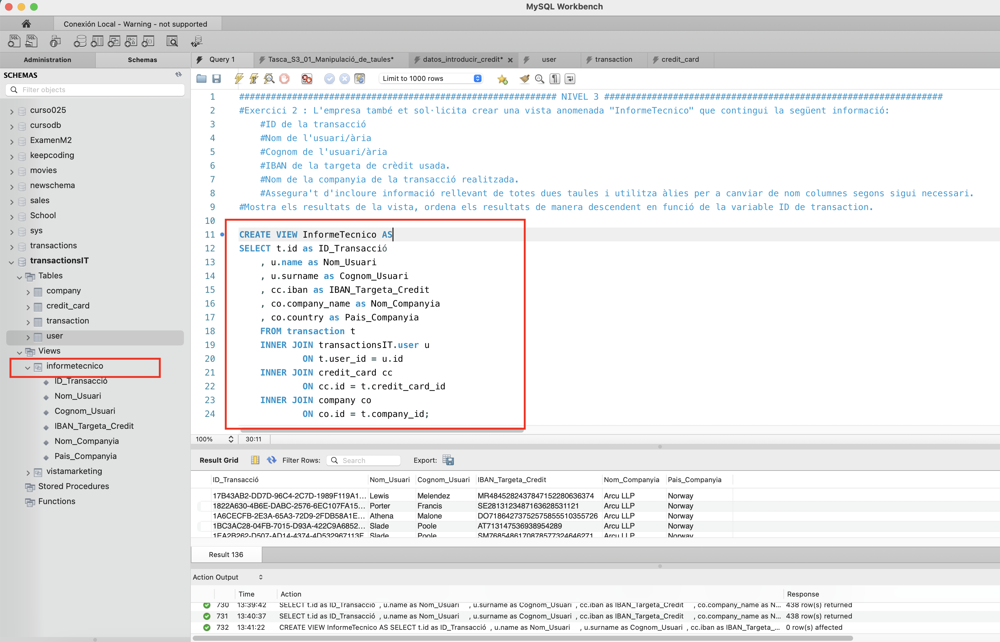 MySQL Workbench
Conexión Local - Warning - not supported
Administration
Schemas
Query 1
Tasca_S3_01_Manipulació_de_taules*
datos_introducir_credit*
user
transaction
credit_card
SCHEMAS
Filter objects
Limit to 1000 rows
curso025
cursodb
ExamenM2
keepcoding
movies
newschema
sales
School
sys
transactions
transactionsIT
Tables
company
credit_card
transaction
user
Views
informetecnico
ID_Transacció
Nom_Usuari
Cognom_Usuari
IBAN_Targeta_Credit
Nom_Companyia
Pais_Companyia
vistamarketing
Stored Procedures
Functions
1 ############################################################ NIVEL 3 ################################################################
2 #Exercici 2 : L'empresa també et sol·licita crear una vista anomenada "InformeTecnico" que contingui la següent informació:
3 #ID de la transacció
4 #Nom de l'usuari/ària
5 #Cognom de l'usuari/ària
6 #IBAN de la targeta de crèdit usada.
7 #Nom de la companyia de la transacció realitzada.
8 #Assegura't d'incloure informació rellevant de totes dues taules i utilitza àlies per a canviar de nom columnes segons sigui necessari.
9 #Mostra els resultats de la vista, ordena els resultats de manera descendent en funció de la variable ID de transaction.
10
11 CREATE VIEW InformeTecnico AS
12 SELECT t.id as ID_Transacció
13 , u.name as Nom_Usuari
14 , u.surname as Cognom_Usuari
15 , cc.iban as IBAN_Targeta_Credit
16 , co.company_name as Nom_Companyia
17 , co.country as Pais_Companyia
18 FROM transaction t
19 INNER JOIN transactionsIT.user u
20 ON t.user_id = u.id
21 INNER JOIN credit_card cc
22 ON cc.id = t.credit_card_id
23 INNER JOIN company co
24 ON co.id = t.company_id;
100% 30:11
Result Grid Filter Rows: Search Export:
ID_Transacció Nom_Usuari Cognom_Usuari IBAN_Targeta_Credit Nom_Companyia Pais_Companyia
17B43AB2-DD7D-96C4-2C7D-1989F119A1... Lewis Melendez MR4845282437847152280636374 Arcu LLP Norway
1822A630-4B6E-DABC-2576-6EC107FA15... Porter Francis SE2813123487163628531121 Arcu LLP Norway
1A6CECFB-2E3A-65A3-72D9-2FDB58A1E... Athena Malone DO71864273752575855510355726 Arcu LLP Norway
1BC3AC28-04FB-7015-D93A-422C9A6852... Slade Poole AT713147536938954289 Arcu LLP Norway
1EA2B262-D507-AD14-4374-4D532967113F Slade Poole SM7685486170878577324646271 Arcu LLP Norway
Result 136
Action Output
Time Action Response
730 13:39:42 SELECT t.id as ID_Transacció , u.name as Nom_Usuari , u.surname as Cognom_Usuari , cc.iban as IBAN_Targeta_Credit , co.company_name as N... 438 row(s) returned
731 13:40:37 SELECT t.id as ID_Transacció , u.name as Nom_Usuari , u.surname as Cognom_Usuari , cc.iban as IBAN_Targeta_Credit , co.company_name as N... 438 row(s) returned
732 13:41:22 CREATE VIEW InformeTecnico AS SELECT t.id as ID_Transacció , u.name as Nom_Usuari , u.surname as Cognom_Usuari , cc.iban as IBAN_Targeta_... 0 row(s) affected